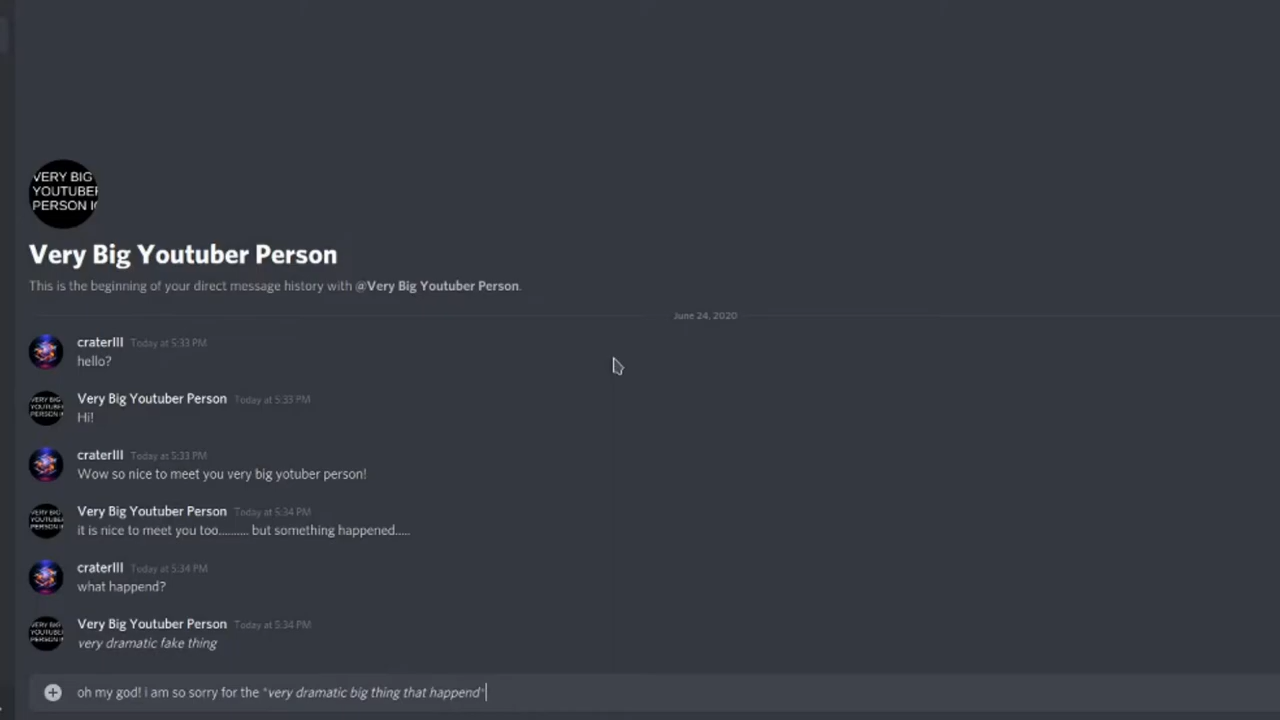 VERY BIG
YOUTUBER
PERSON
Very Big Youtuber Person
This is the beginning of your direct message history with @Very Big Youtuber Person.
June 24, 2020
craterlll Today at 5:33 PM
hello?
Very Big Youtuber Person Today at 5:33 PM
Hi!
craterlll Today at 5:33 PM
Wow so nice to meet you very big yotuber person!
Very Big Youtuber Person Today at 5:34 PM
it is nice to meet you too.......... but something happened.....
craterlll Today at 5:34 PM
what happend?
Very Big Youtuber Person Today at 5:34 PM
very dramatic fake thing
oh my god! i am so sorry for the *very dramatic big thing that happend*